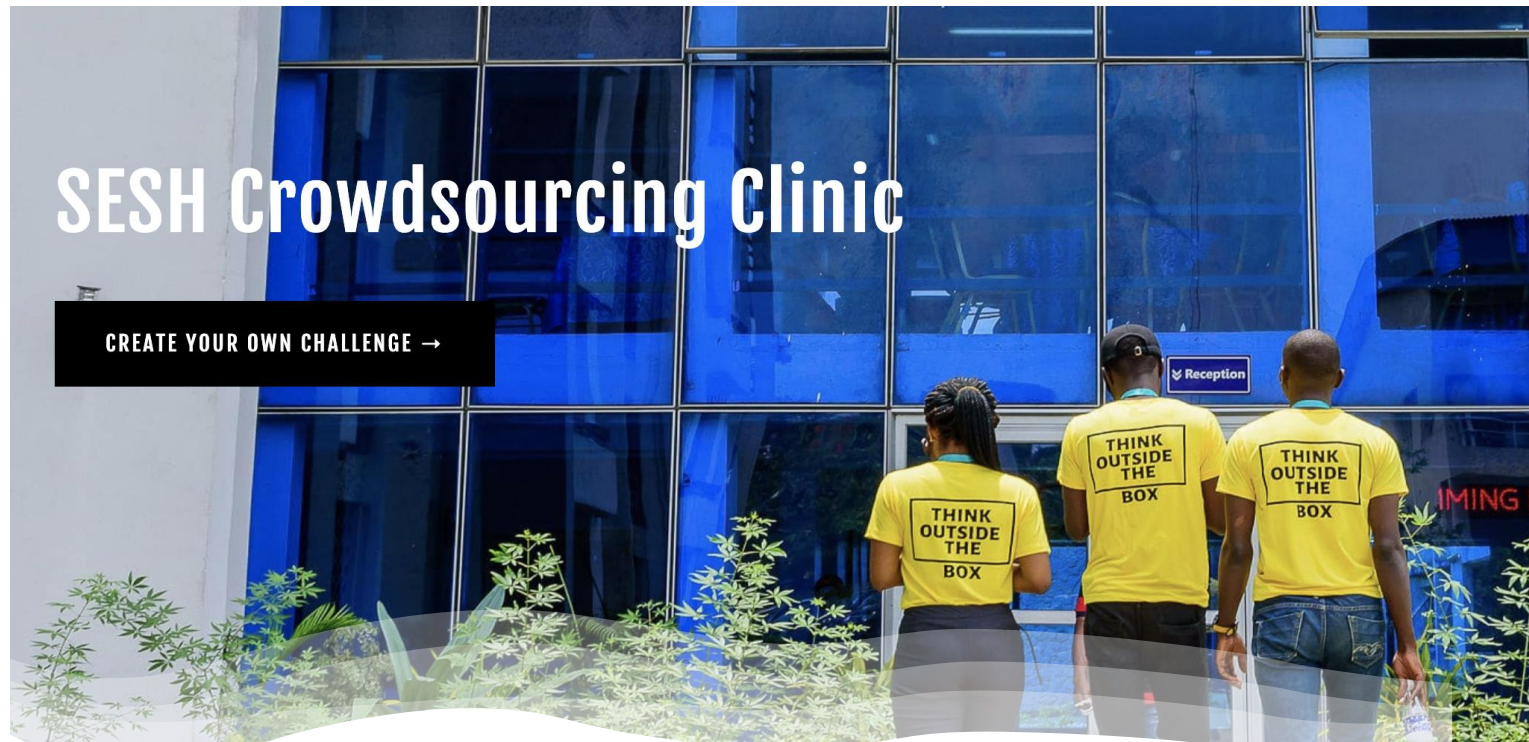 SESH Crowdsourcing Clinic
CREATE YOUR OWN CHALLENGE →
Reception
THINK
OUTSIDE
THE
BOX
THINK
OUTSIDE
THE
BOX
THINK
OUTSIDE
THE
BOX
IMING